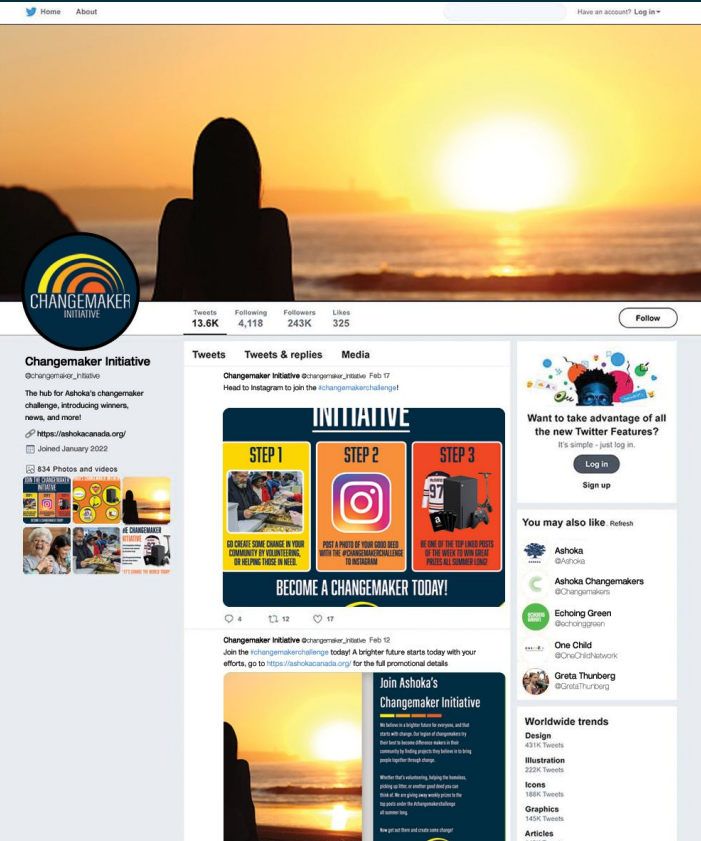 Home About
Have an account? Log in
CHANGEMAKER
INITIATIVE
Tweets Following Followers Likes
13.6K 4,118 243K 325
Follow
Changemaker Initiative
@changemaker_initiative
The hub for Ashoka's changemaker
challenge, introducing winners,
news, and more!
https://ashokacanada.org/
Joined January 2022
834 Photos and videos
JOIN THE CHANGEMAKER
INITIATIVE
BECOME A CHANGEMAKER TODAY!
HE CHANGEMAKER
Tweets Tweets & replies Media
Changemaker Initiative @changemaker_initiative Feb 17
Head to Instagram to join the #changemakerchallenge!
INITIATIVE
STEP 1
GO CREATE SOME CHANGE IN YOUR
COMMUNITY BY VOLUNTEERING,
OR HELPING THOSE IN NEED.
STEP 2
POST A PHOTO OF YOUR GOOD DEED
WITH THE #CHANGEMAKERCHALLENGE
TO INSTAGRAM
STEP 3
97
BE ONE OF THE TOP LIKED POSTS
OF THE WEEK TO WIN GREAT
PRIZES ALL SUMMER LONG!
BECOME A CHANGEMAKER TODAY!
4 12 17
Changemaker Initiative @changemaker_initiative Feb 12
Join the #changemakerchallenge today! A brighter future starts today with your
efforts, go to https://ashokacanada.org/ for the full promotional details
Join Ashoka's
Changemaker Initiative
We believe in a brighter future for everyone, and that
starts with change. Our legion of changemakers try
their best to become difference makers in their
community by finding projects they believe in to bring
people together through change.
Whether that's volunteering, helping the homeless,
picking up litter, or another good deed you can
think of. We are giving away weekly prizes to the
top posts under the #changemakerchallenge
all summer long.
Now get out there and create some change!
Want to take advantage of all
the new Twitter Features?
It's simple - just log in.
Log in
Sign up
You may also like Refresh
Ashoka
@Ashoka
Ashoka Changemakers
@Changemakers
ECHOING
GREEN
Echoing Green
@echoinggreen
One Child
@OneChildNetwork
Greta Thunberg
@GretaThunberg
Worldwide trends
Design
431K Tweets
Illustration
222K Tweets
Icons
188K Tweets
Graphics
145K Tweets
Articles